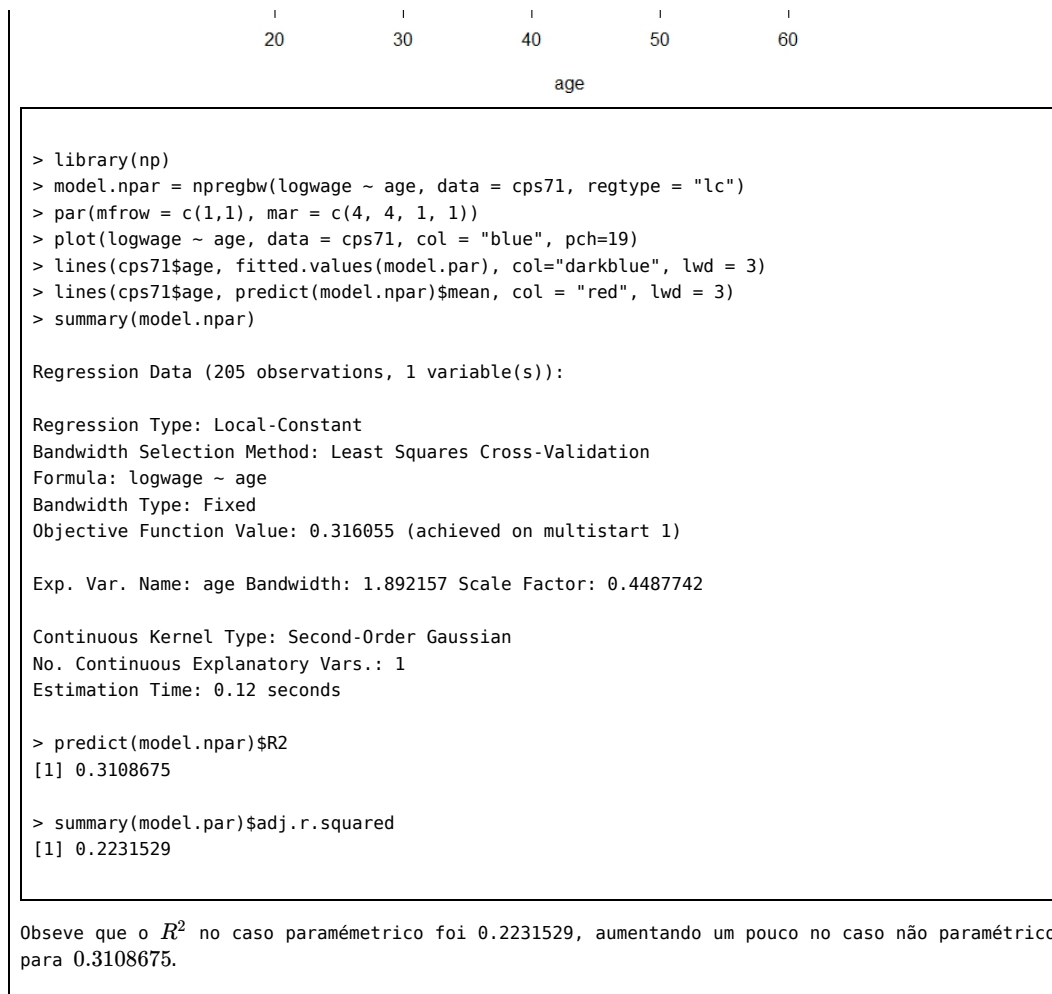 20 30 40 50 60
age
> library(np)
> model.npar = npregbw(logwage ~ age, data = cps71, regtype = "lc")
> par(mfrow = c(1,1), mar = c(4, 4, 1, 1))
> plot(logwage ~ age, data = cps71, col = "blue", pch=19)
> lines(cps71$age, fitted.values(model.par), col="darkblue", lwd = 3)
> lines(cps71$age, predict(model.npar)$mean, col = "red", lwd = 3)
> summary(model.npar)
Regression Data (205 observations, 1 variable(s)):
Regression Type: Local-Constant
Bandwidth Selection Method: Least Squares Cross-Validation
Formula: logwage ~ age
Bandwidth Type: Fixed
Objective Function Value: 0.316055 (achieved on multistart 1)
Exp. Var. Name: age Bandwidth: 1.892157 Scale Factor: 0.4487742
Continuous Kernel Type: Second-Order Gaussian
No. Continuous Explanatory Vars.: 1
Estimation Time: 0.12 seconds
> predict(model.npar)$R2
[1] 0.3108675
> summary(model.par)$adj.r.squared
[1] 0.2231529
Obseve que o R² no caso paramémetrico foi 0.2231529, aumentando um pouco no caso não paramétrico
para 0.3108675.